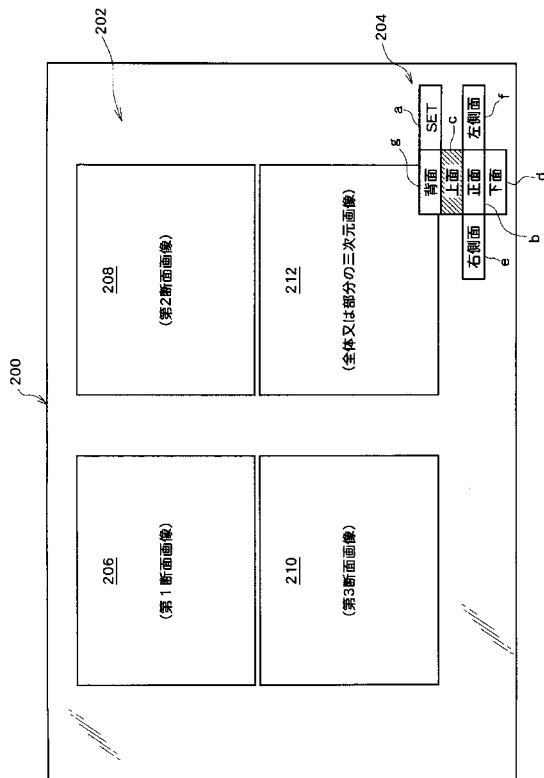 200
202
206
(第1断面画像)
208
(第2断面画像)
210
(第3断面画像)
212
(全体又は部分の三次元画像)
204
g
a
背面
SET
上面
c
右側面
正面
左側面
下面
e
b
d
f